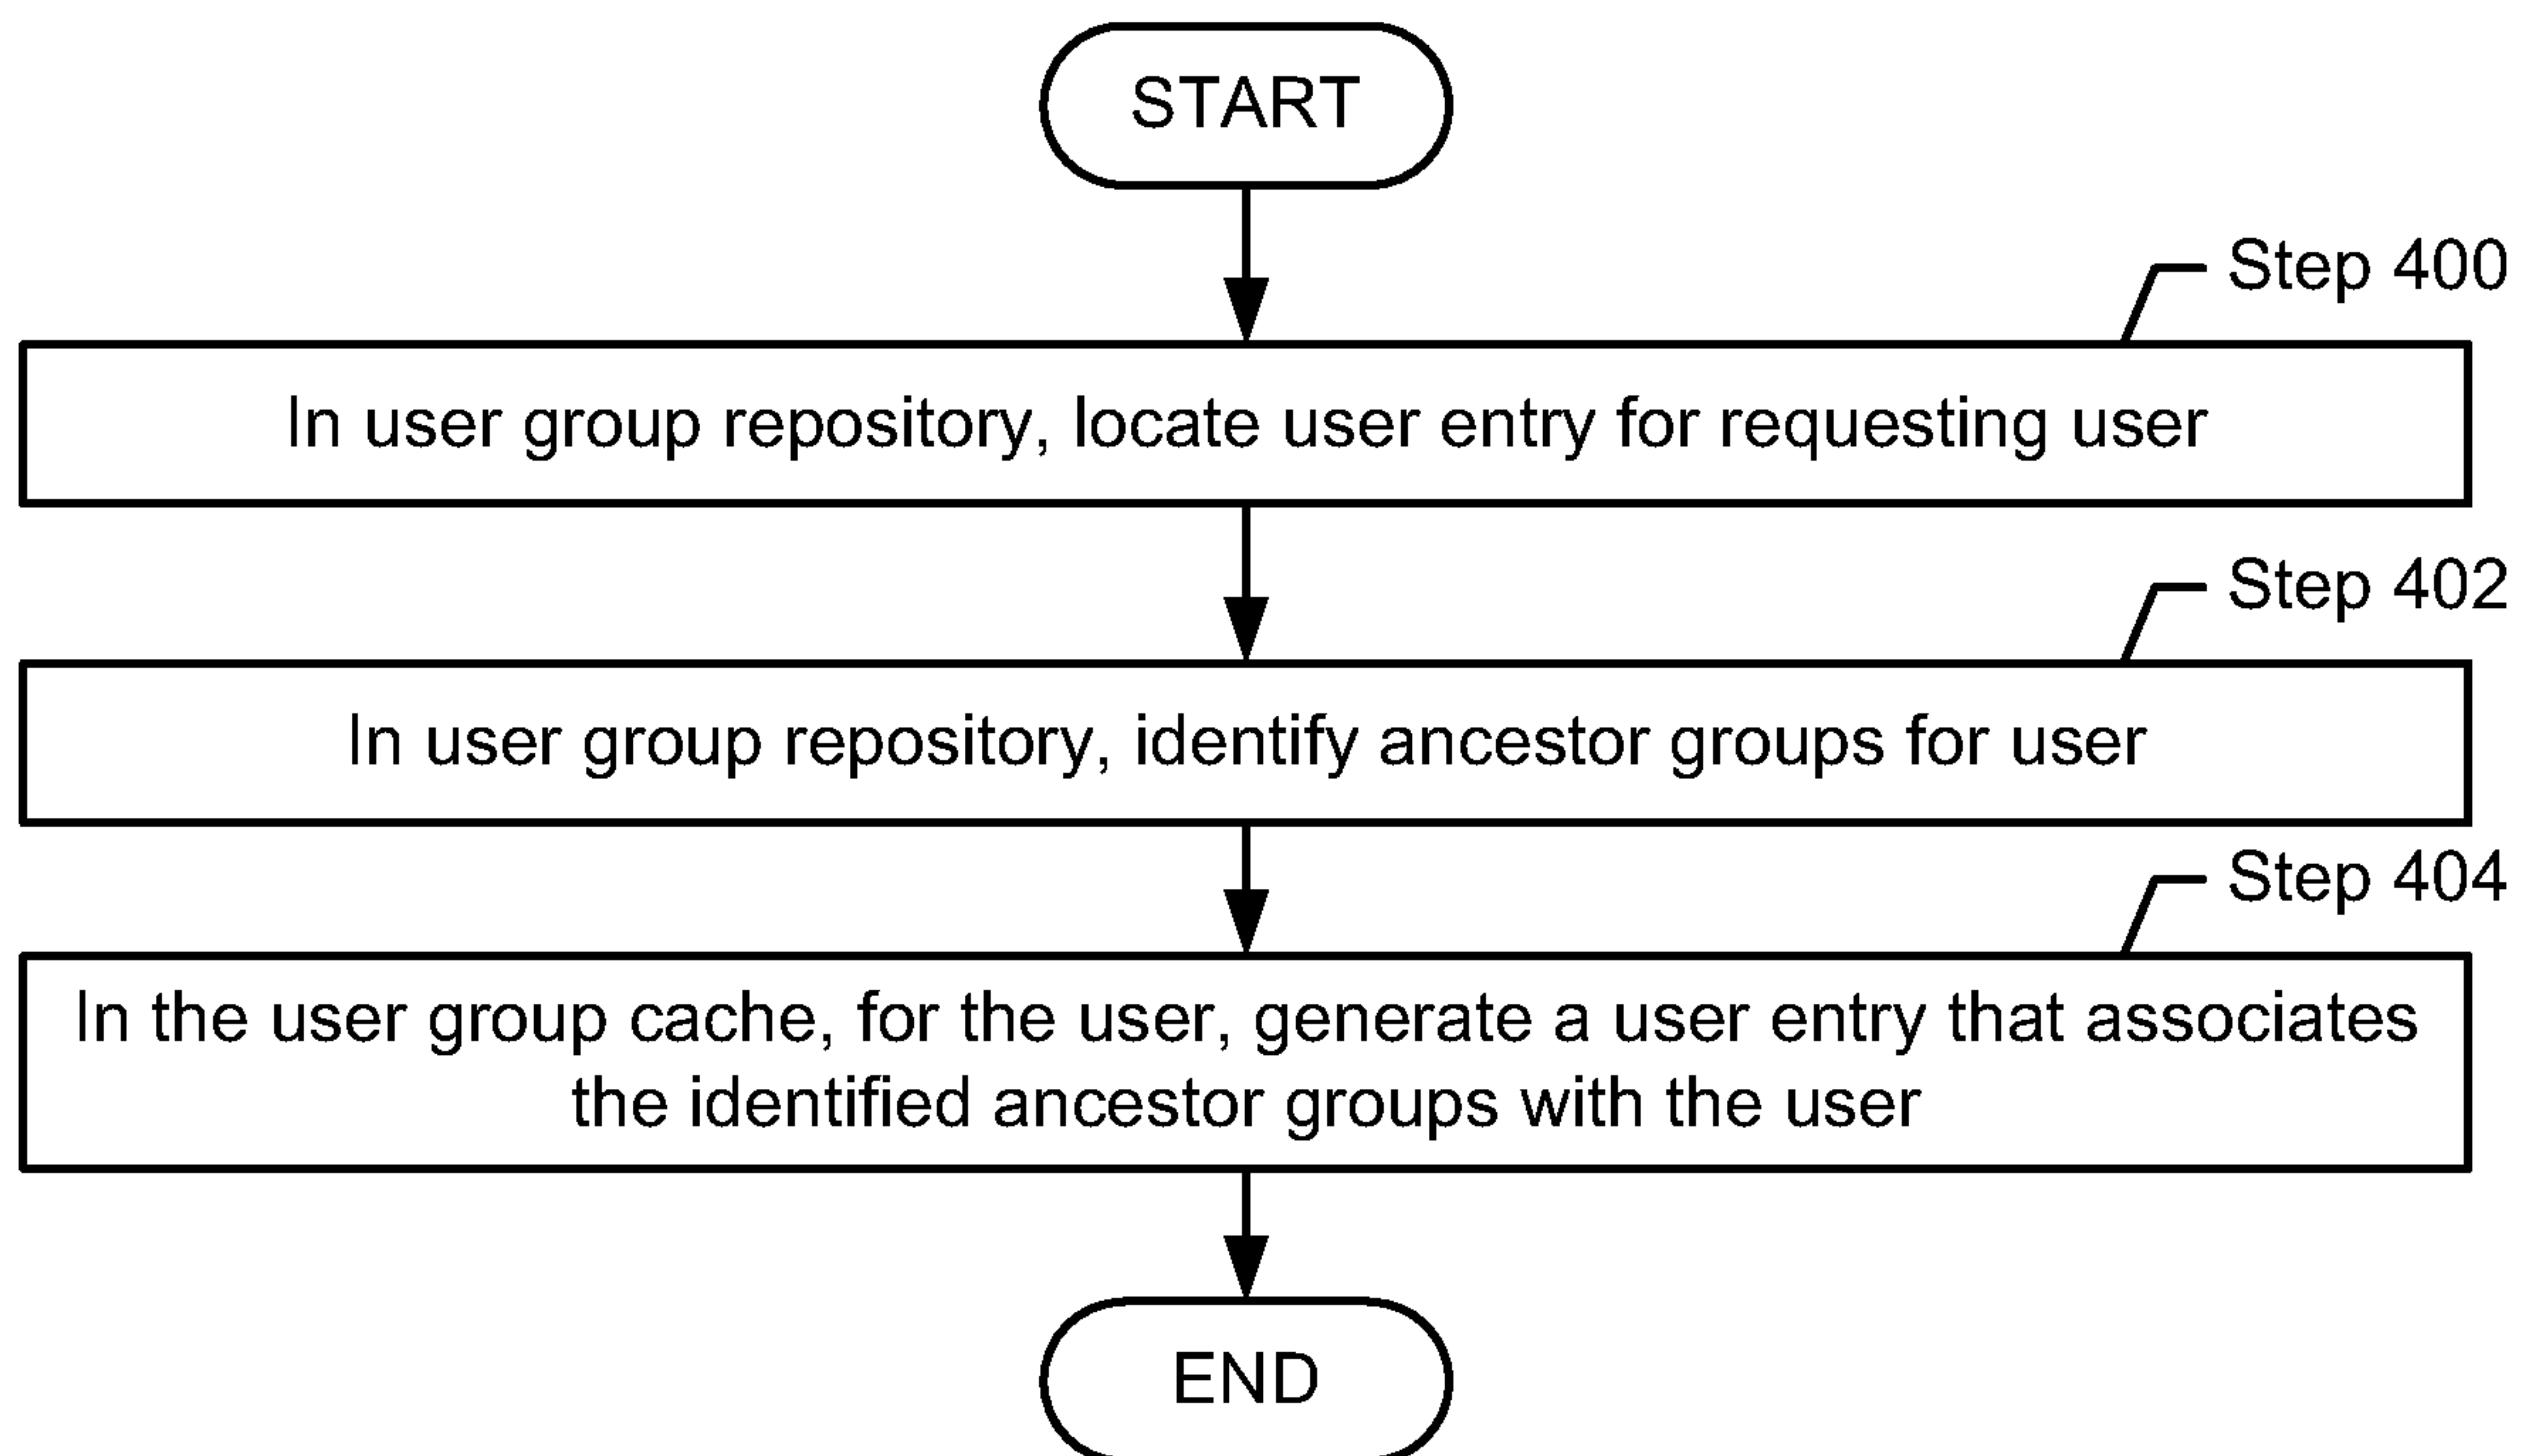 START
Step 400
In user group repository, locate user entry for requesting user
Step 402
In user group repository, identify ancestor groups for user
Step 404
In the user group cache, for the user, generate a user entry that associates
the identified ancestor groups with the user
END